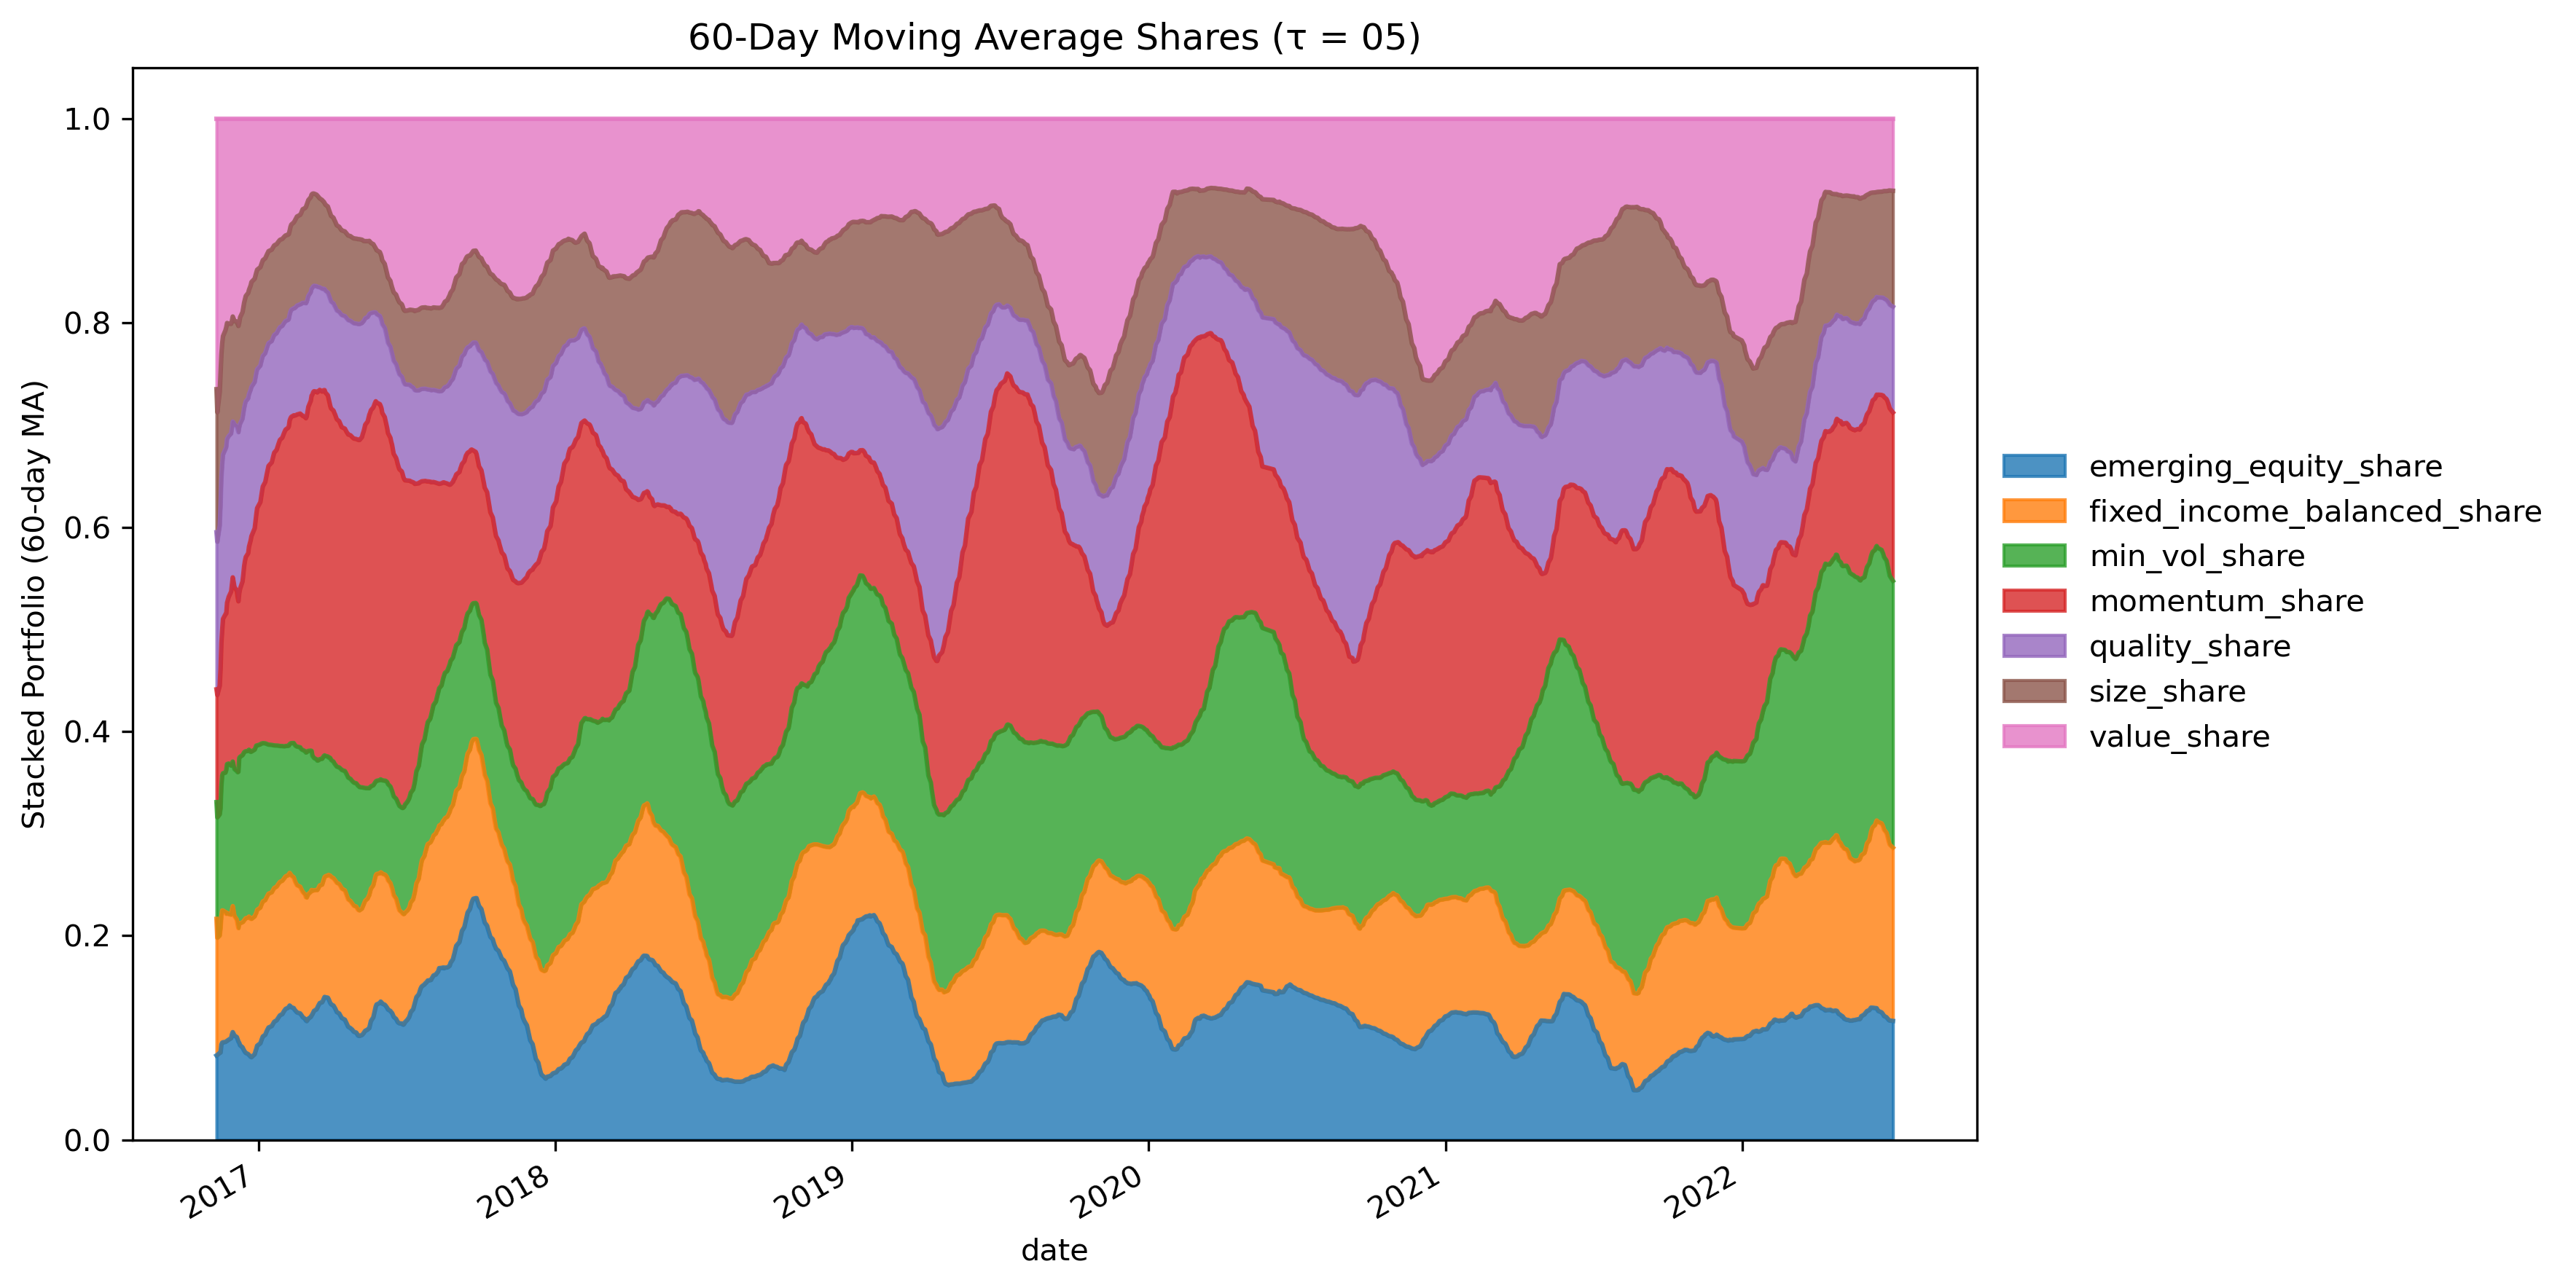 60-Day Moving Average Shares (τ = 05)
Stacked Portfolio (60-day MA)
1.0
0.8
0.6
0.4
0.2
0.0
2017
2018
2019
2020
2021
2022
date
emerging_equity_share
fixed_income_balanced_share
min_vol_share
momentum_share
quality_share
size_share
value_share